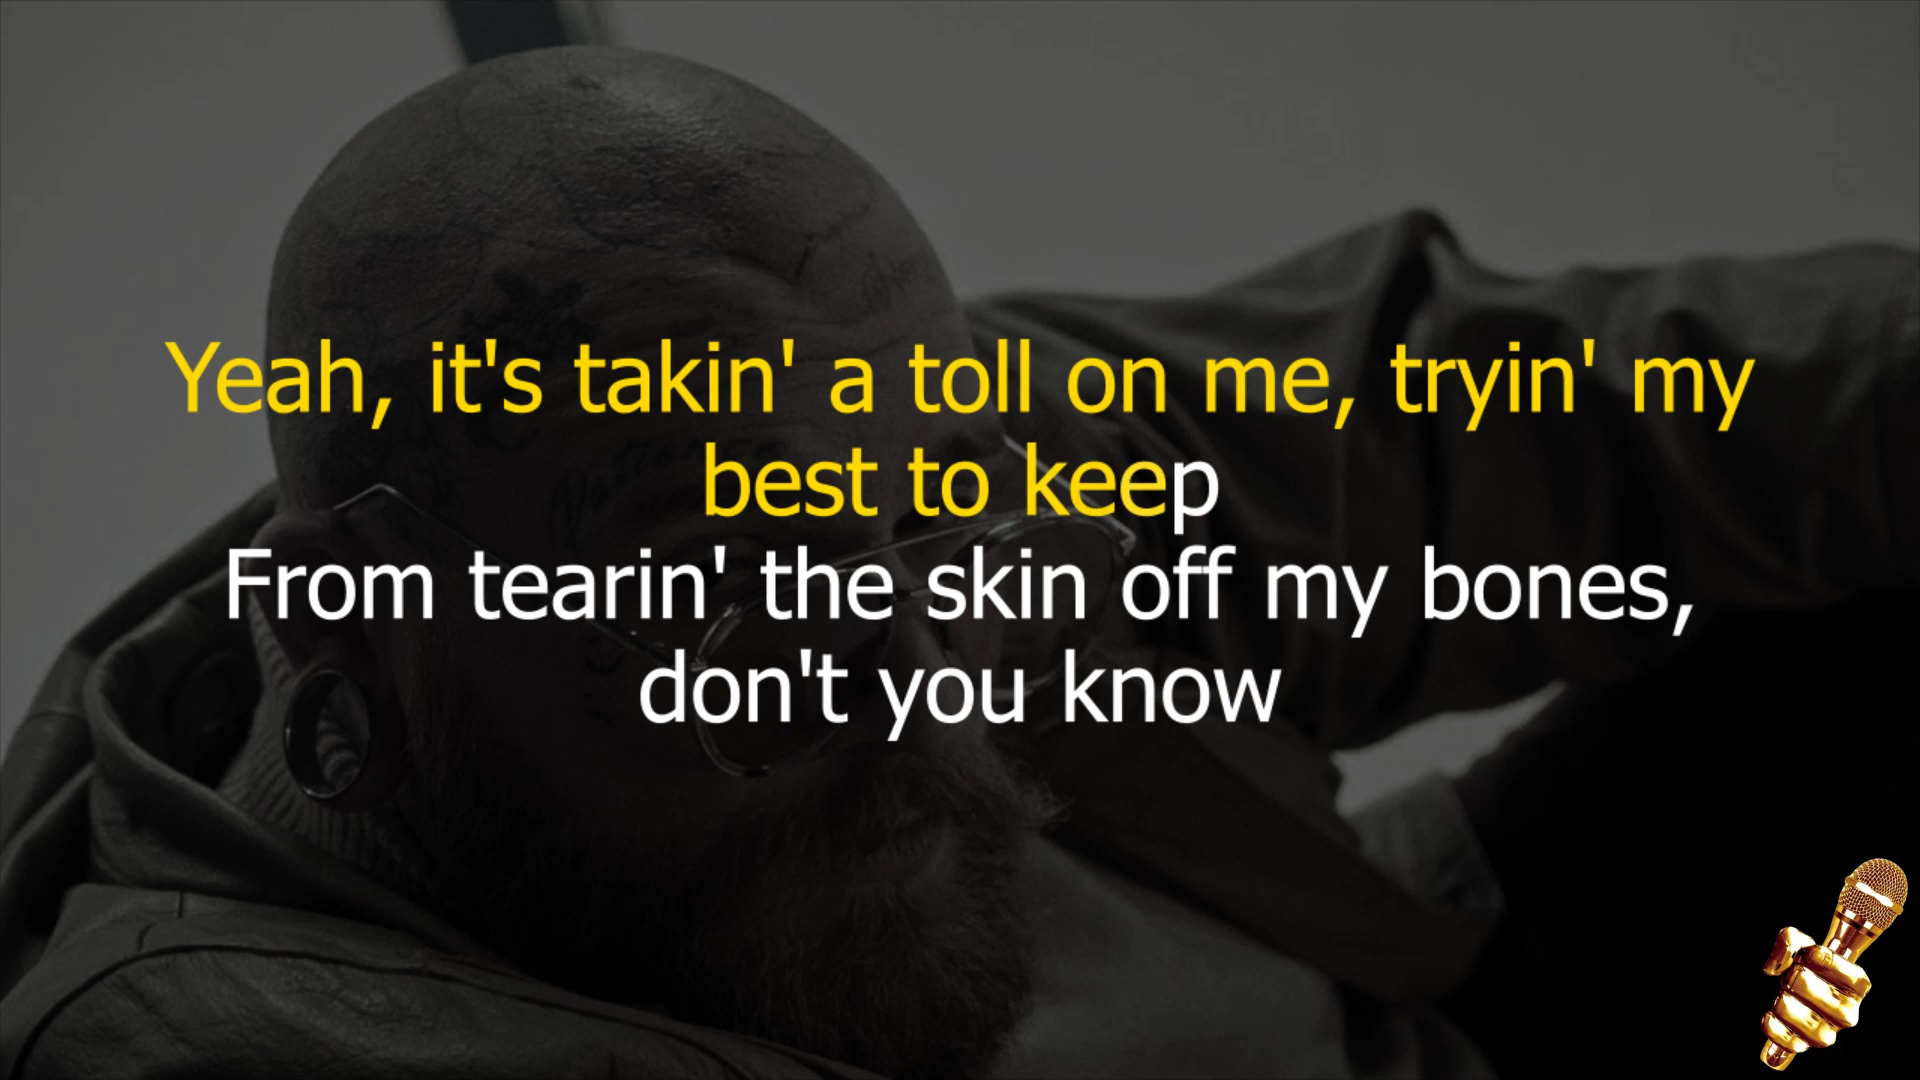 Yeah, it's takin' a toll on me, tryin' my
best to keep
From tearin' the skin off my bones,
don't you know